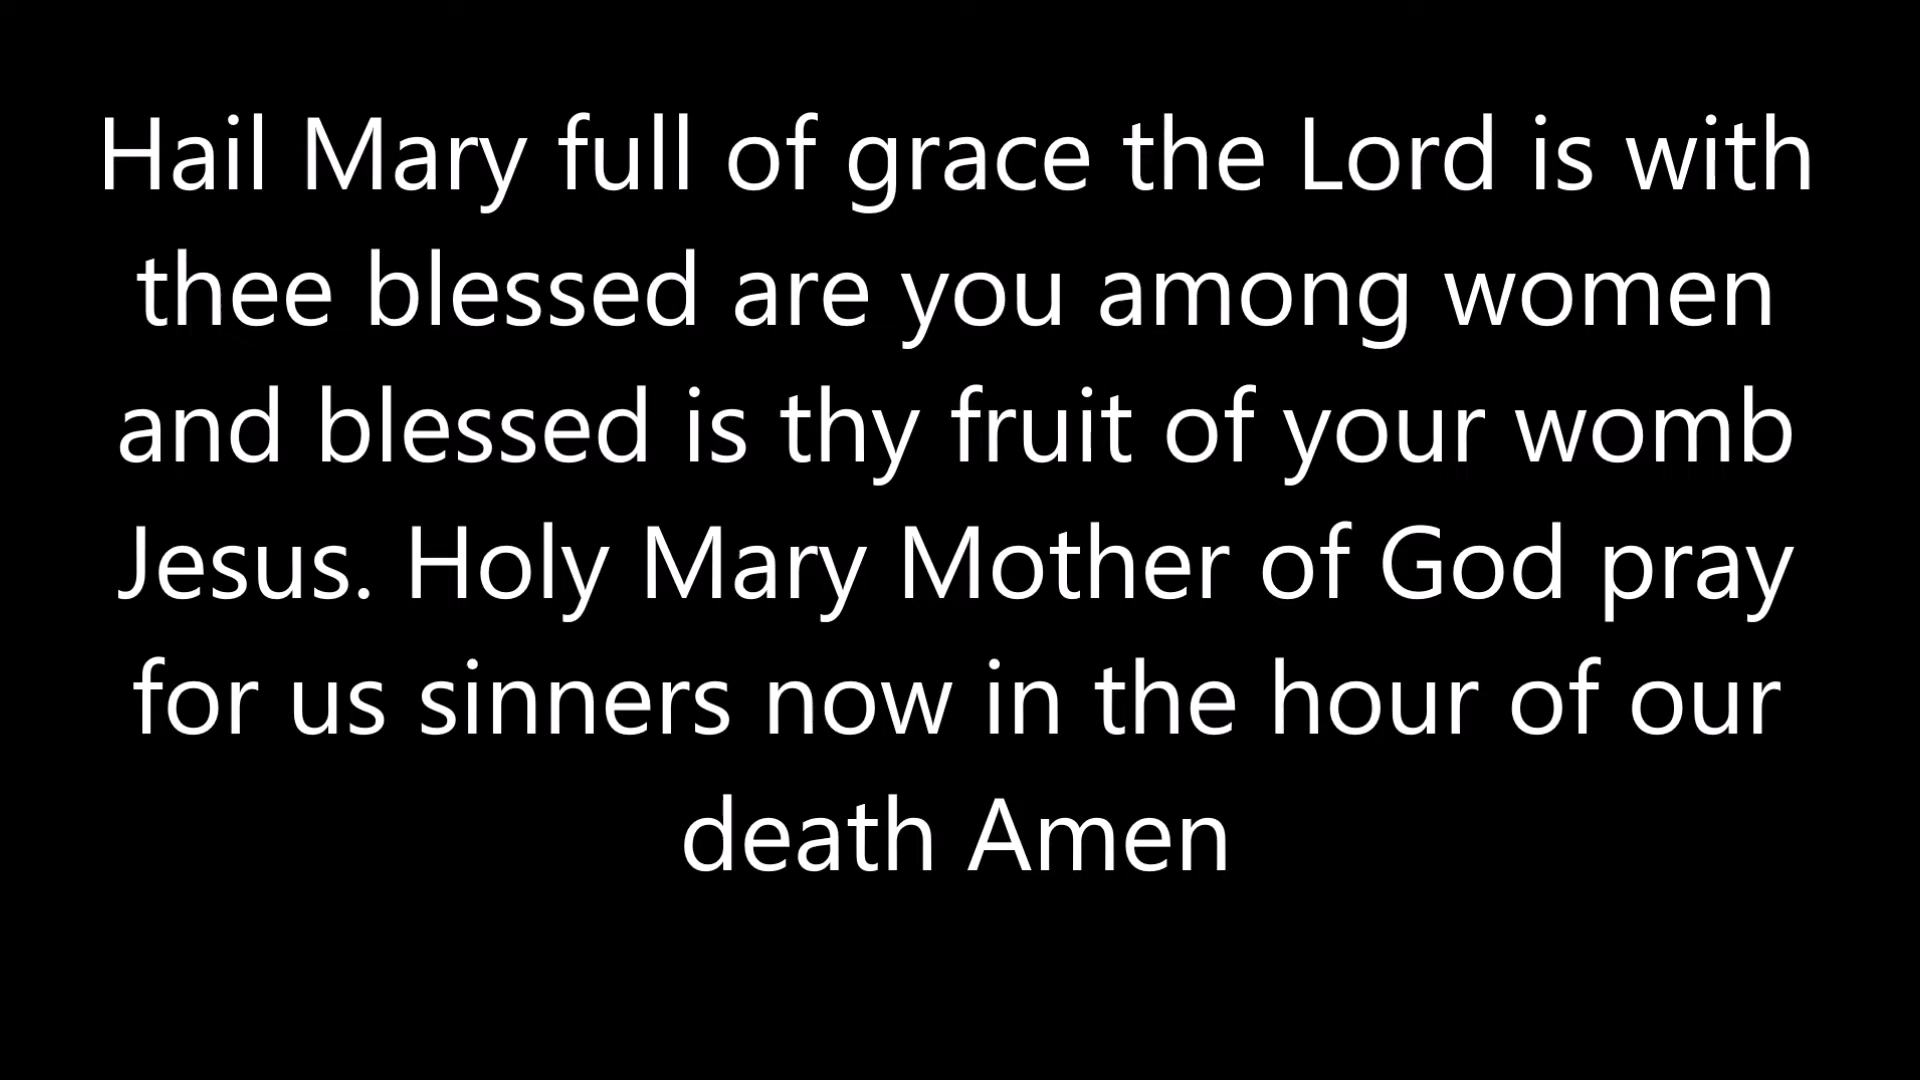 Hail Mary full of grace the Lord is with
thee blessed are you among women
and blessed is thy fruit of your womb
Jesus. Holy Mary Mother of God pray
for us sinners now in the hour of our
death Amen